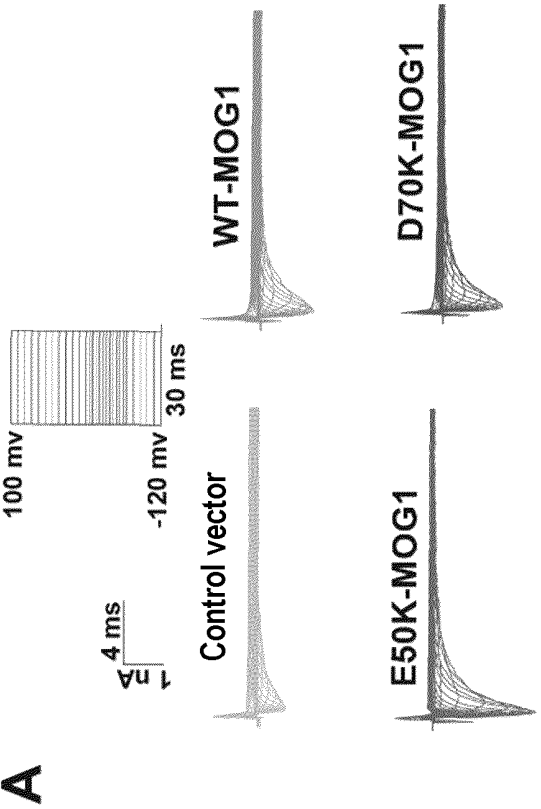 A
1 nA
4 ms
100 mv
-120 mv
30 ms
Control vector
WT-MOG1
E50K-MOG1
D70K-MOG1